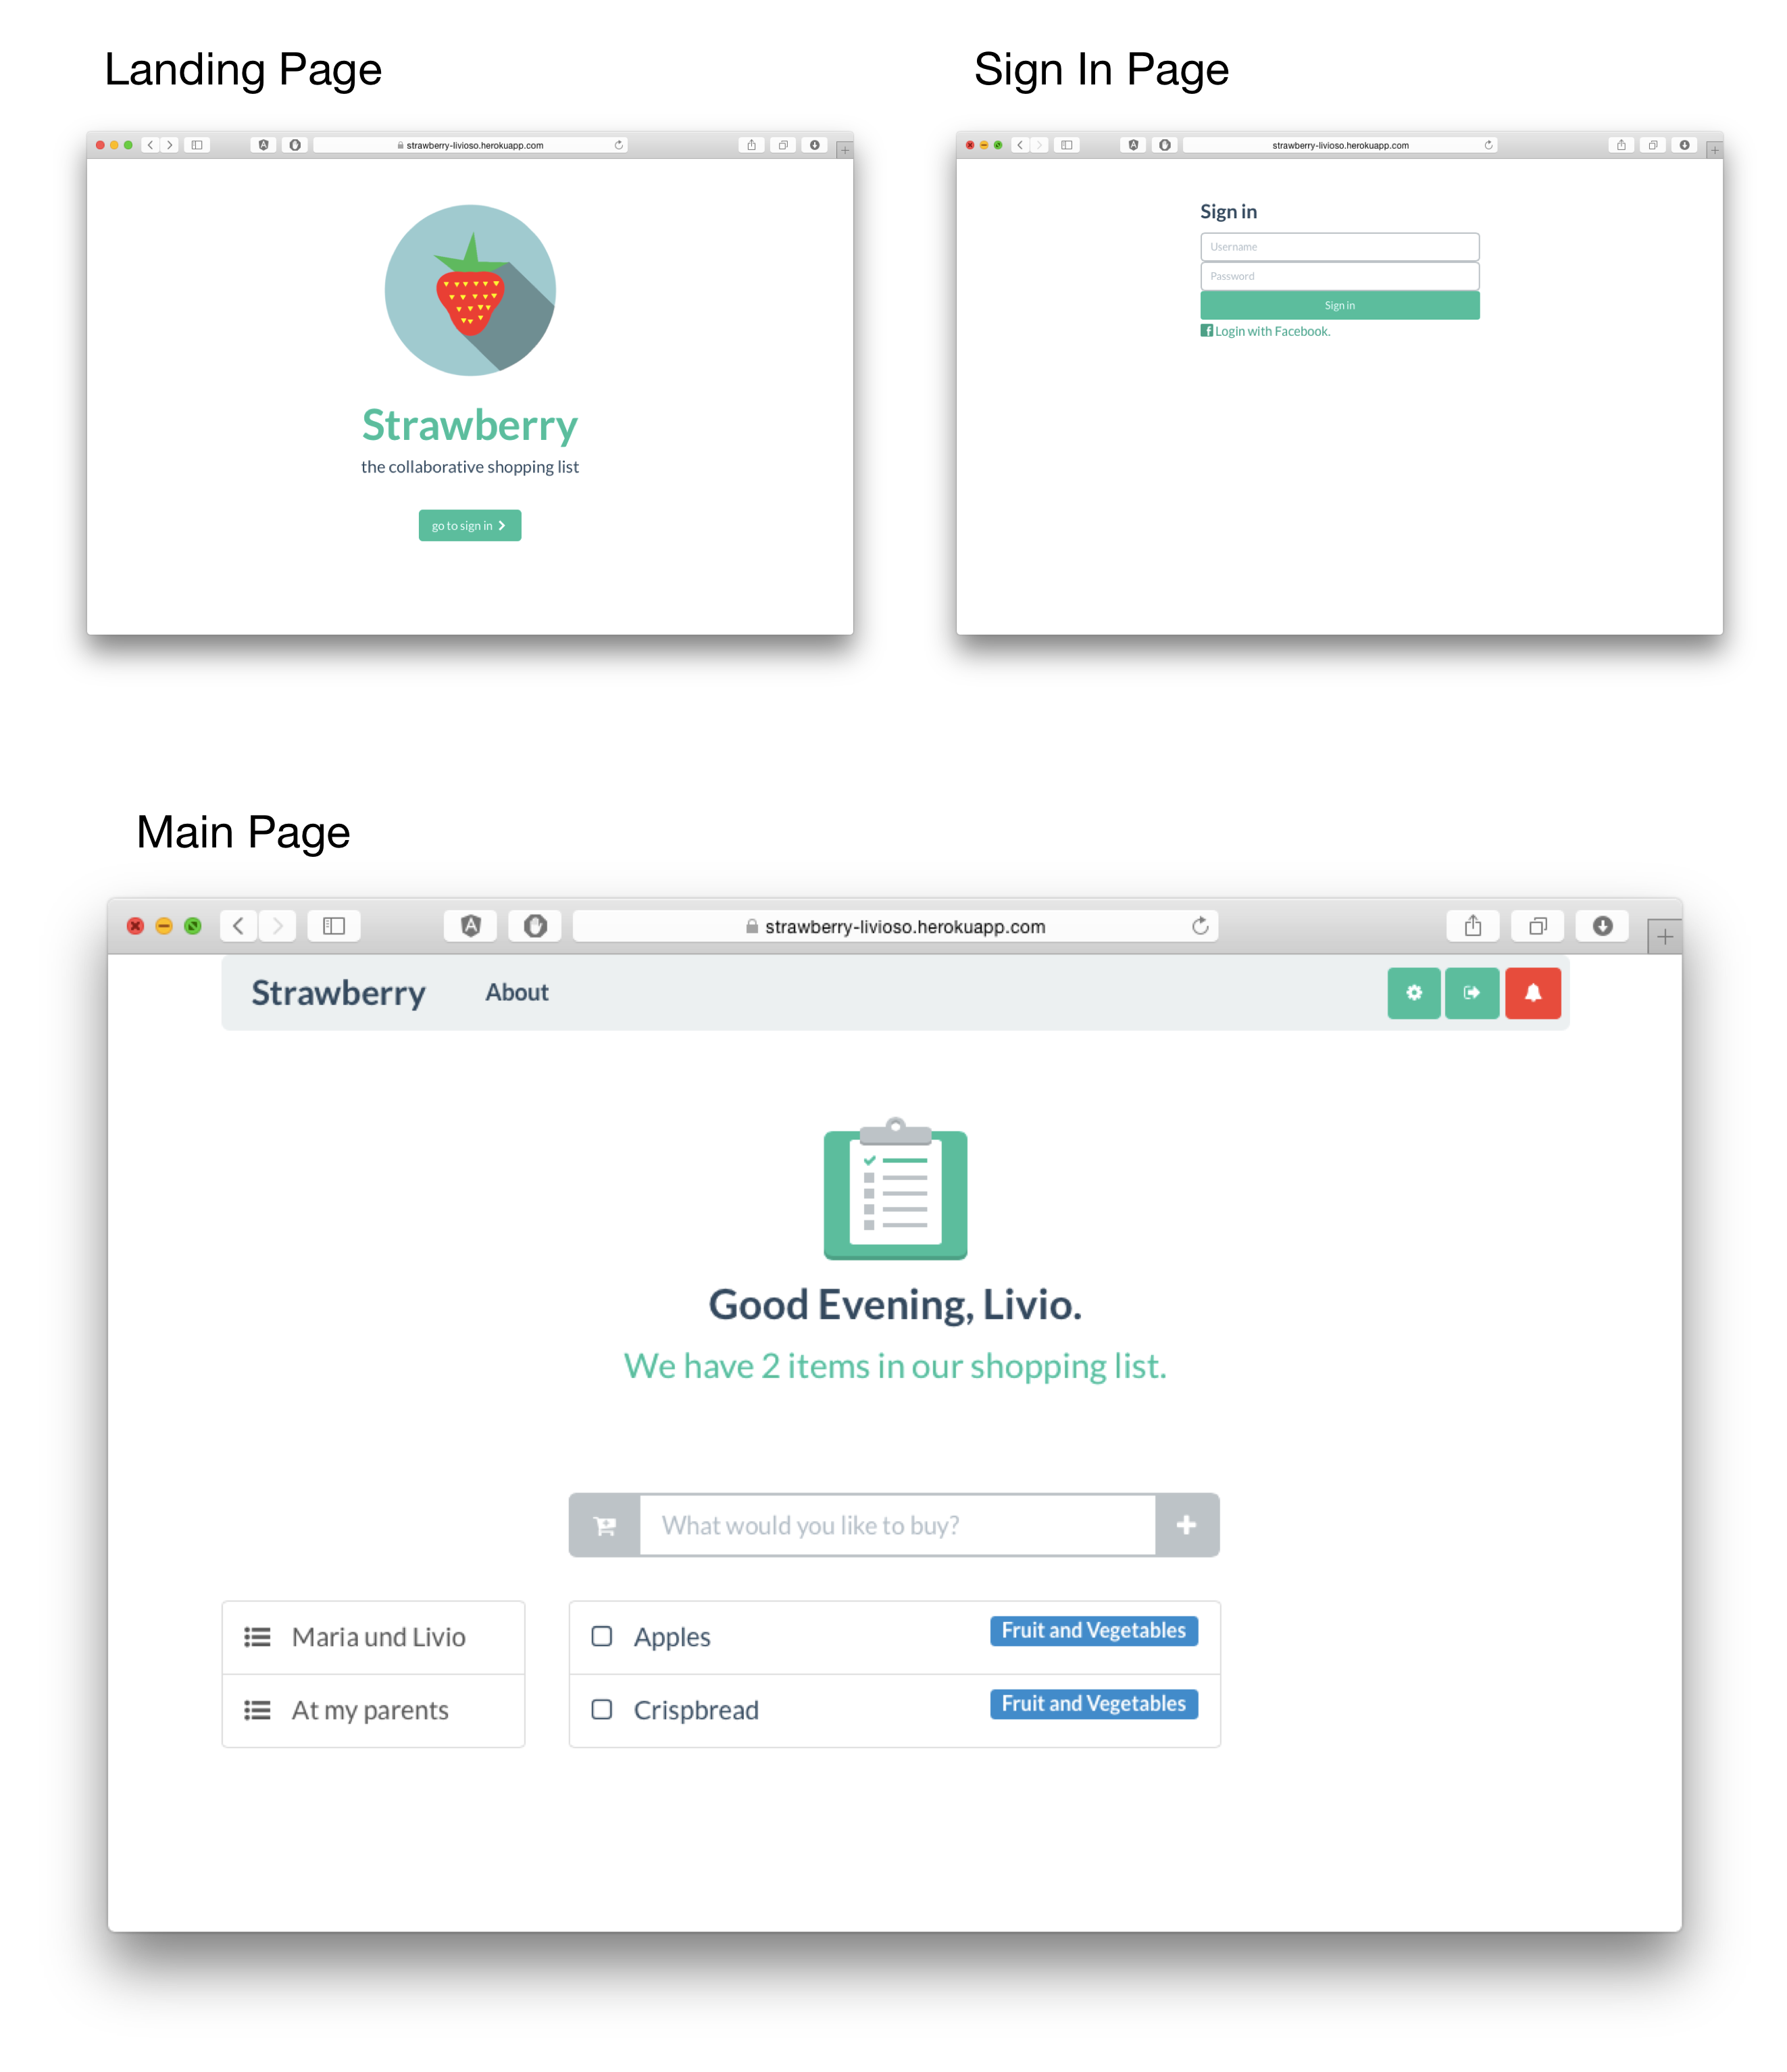 Landing Page
Sign In Page
strawberry-livioso.herokuapp.com
Strawberry
the collaborative shopping list
go to sign in
strawberry-livioso.herokuapp.com
Sign in
Username
Password
Sign in
Login with Facebook.
Main Page
strawberry-livioso.herokuapp.com
Strawberry
About
Good Evening, Livio.
We have 2 items in our shopping list.
What would you like to buy?
Maria und Livio
At my parents
Apples
Fruit and Vegetables
Crispbread
Fruit and Vegetables